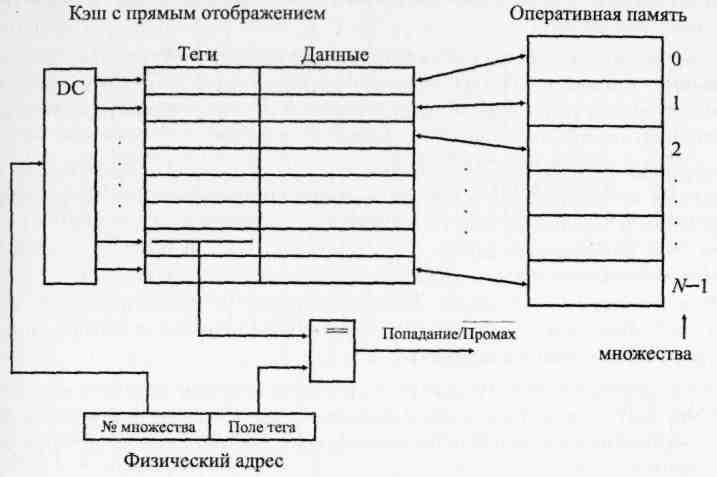 Кэш с прямым отображением
Оперативная память
Теги
Данные
DC
0
1
2
N—1
==
Попадание/Промах
множества
№ множества
Поле тега
Физический адрес